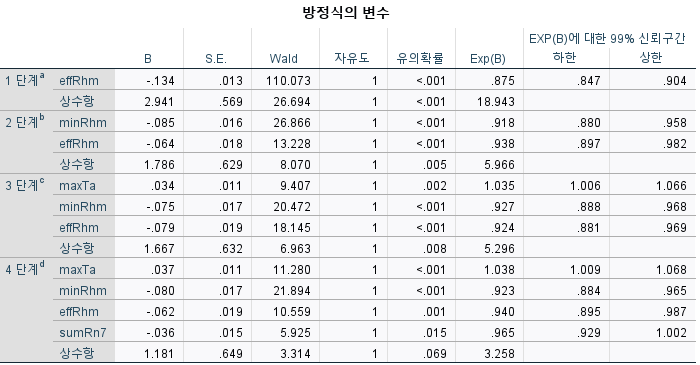 방정식의 변수
EXP(B)에 대한 99% 신뢰구간
B S.E. Wald 자유도 유의확률 Exp(B) 하한 상한
1 단계a effRhm -.134 .013 110.073 1 <.001 .875 .847 .904
상수항 2.941 .569 26.694 1 <.001 18.943
2 단계b minRhm -.085 .016 26.866 1 <.001 .918 .880 .958
effRhm -.064 .018 13.228 1 <.001 .938 .897 .982
상수항 1.786 .629 8.070 1 .005 5.966
3 단계c maxTa .034 .011 9.407 1 .002 1.035 1.006 1.066
minRhm -.075 .017 20.472 1 <.001 .927 .888 .968
effRhm -.079 .019 18.145 1 <.001 .924 .881 .969
상수항 1.667 .632 6.963 1 .008 5.296
4 단계d maxTa .037 .011 11.280 1 <.001 1.038 1.009 1.068
minRhm -.080 .017 21.894 1 <.001 .923 .884 .965
effRhm -.062 .019 10.559 1 .001 .940 .895 .987
sumRn7 -.036 .015 5.925 1 .015 .965 .929 1.002
상수항 1.181 .649 3.314 1 .069 3.258